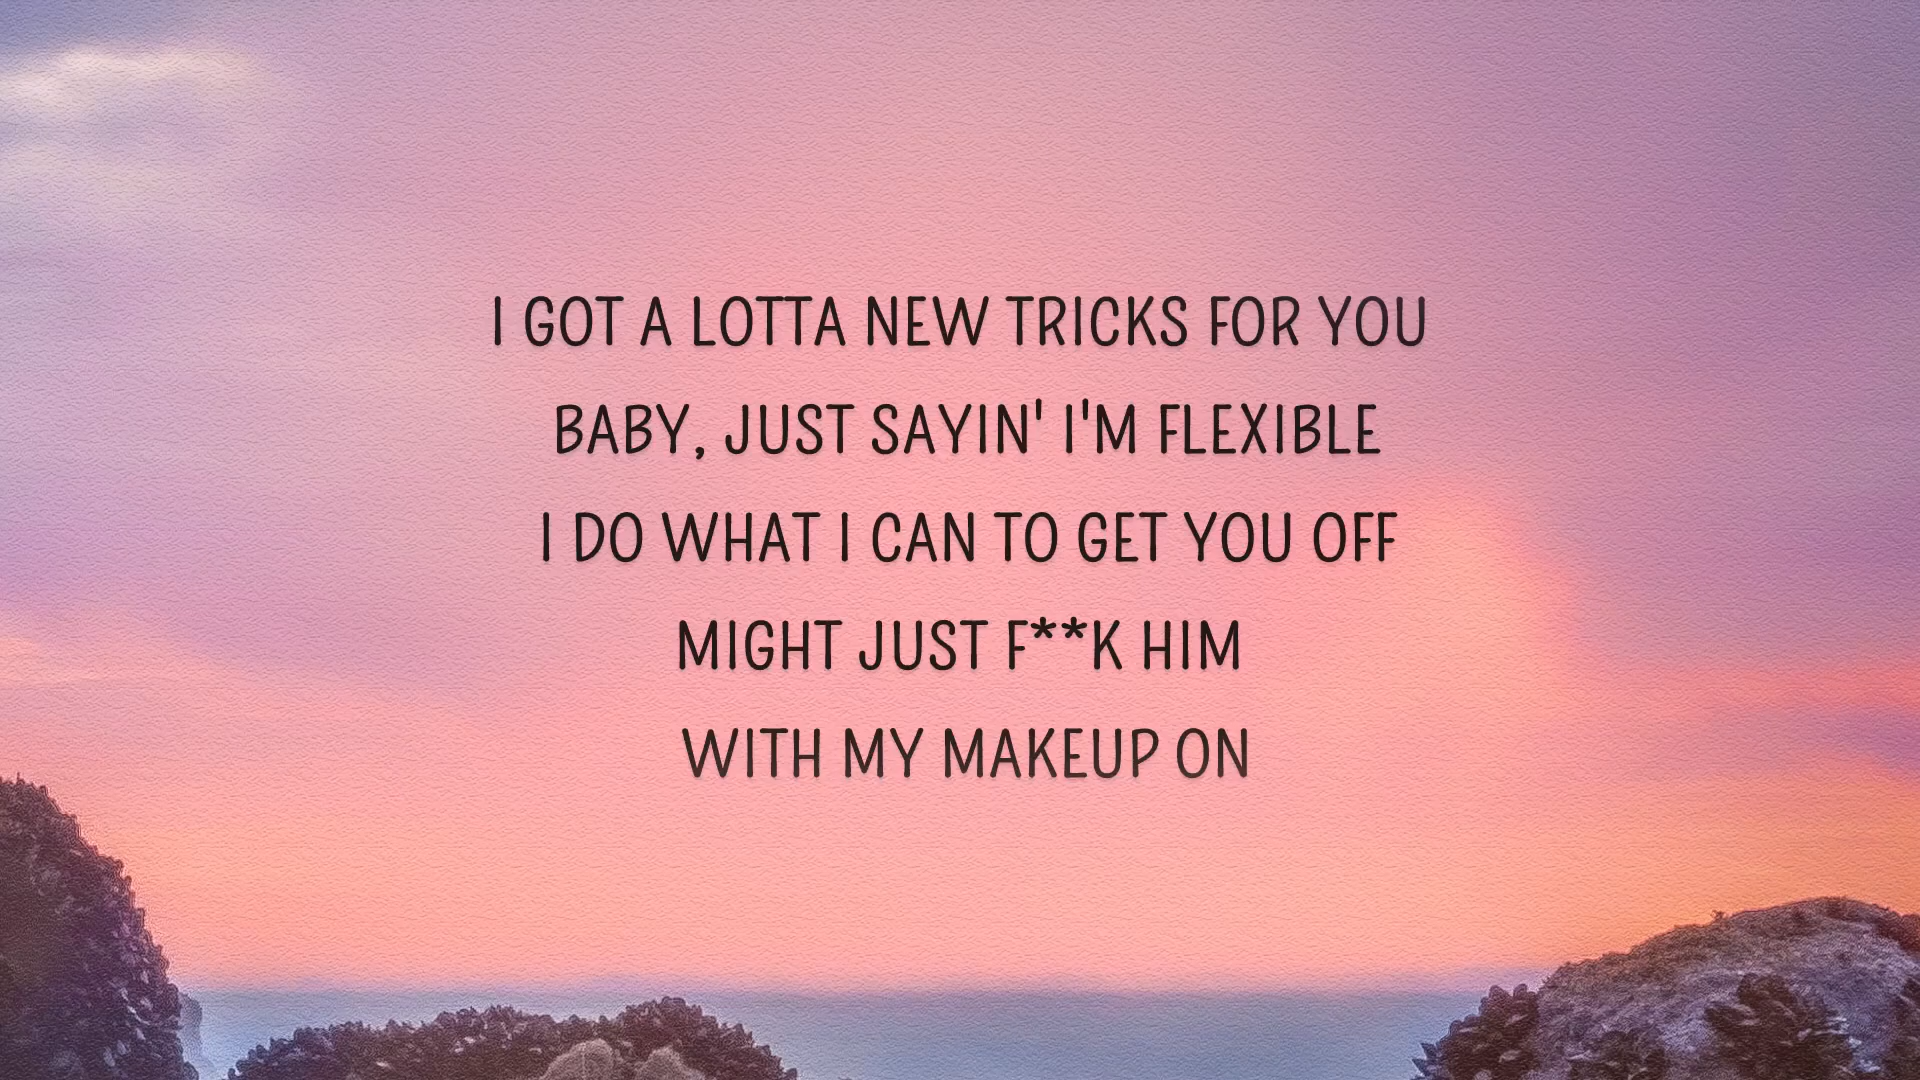 I GOT A LOTTA NEW TRICKS FOR YOU
BABY, JUST SAYIN' I'M FLEXIBLE
I DO WHAT I CAN TO GET YOU OFF
MIGHT JUST F**K HIM
WITH MY MAKEUP ON